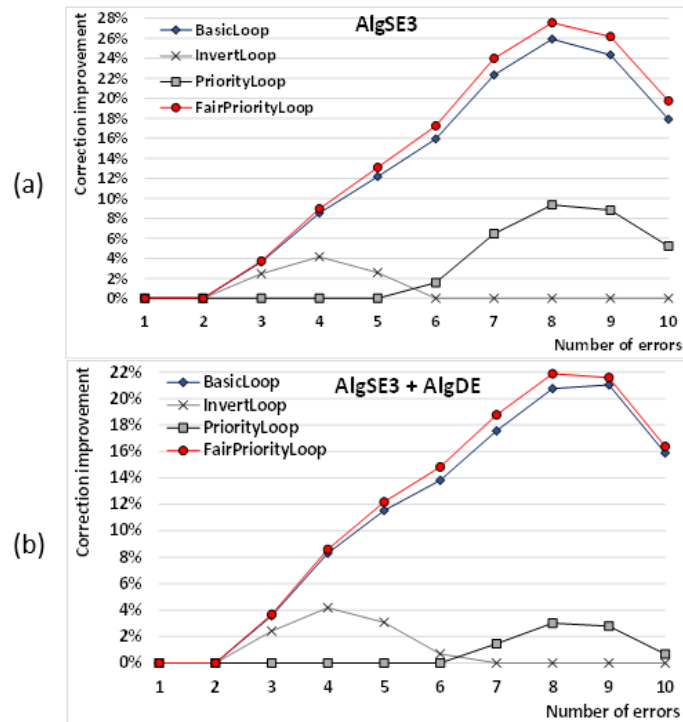 (a)
AlgSE3
Correction improvement
28%
26%
24%
22%
20%
18%
16%
14%
12%
10%
8%
6%
4%
2%
0%
BasicLoop
InvertLoop
PriorityLoop
FairPriorityLoop
1 2 3 4 5 6 7 8 9 10
Number of errors
(b)
AlgSE3 + AlgDE
Correction improvement
22%
20%
18%
16%
14%
12%
10%
8%
6%
4%
2%
0%
BasicLoop
InvertLoop
PriorityLoop
FairPriorityLoop
1 2 3 4 5 6 7 8 9 10
Number of errors